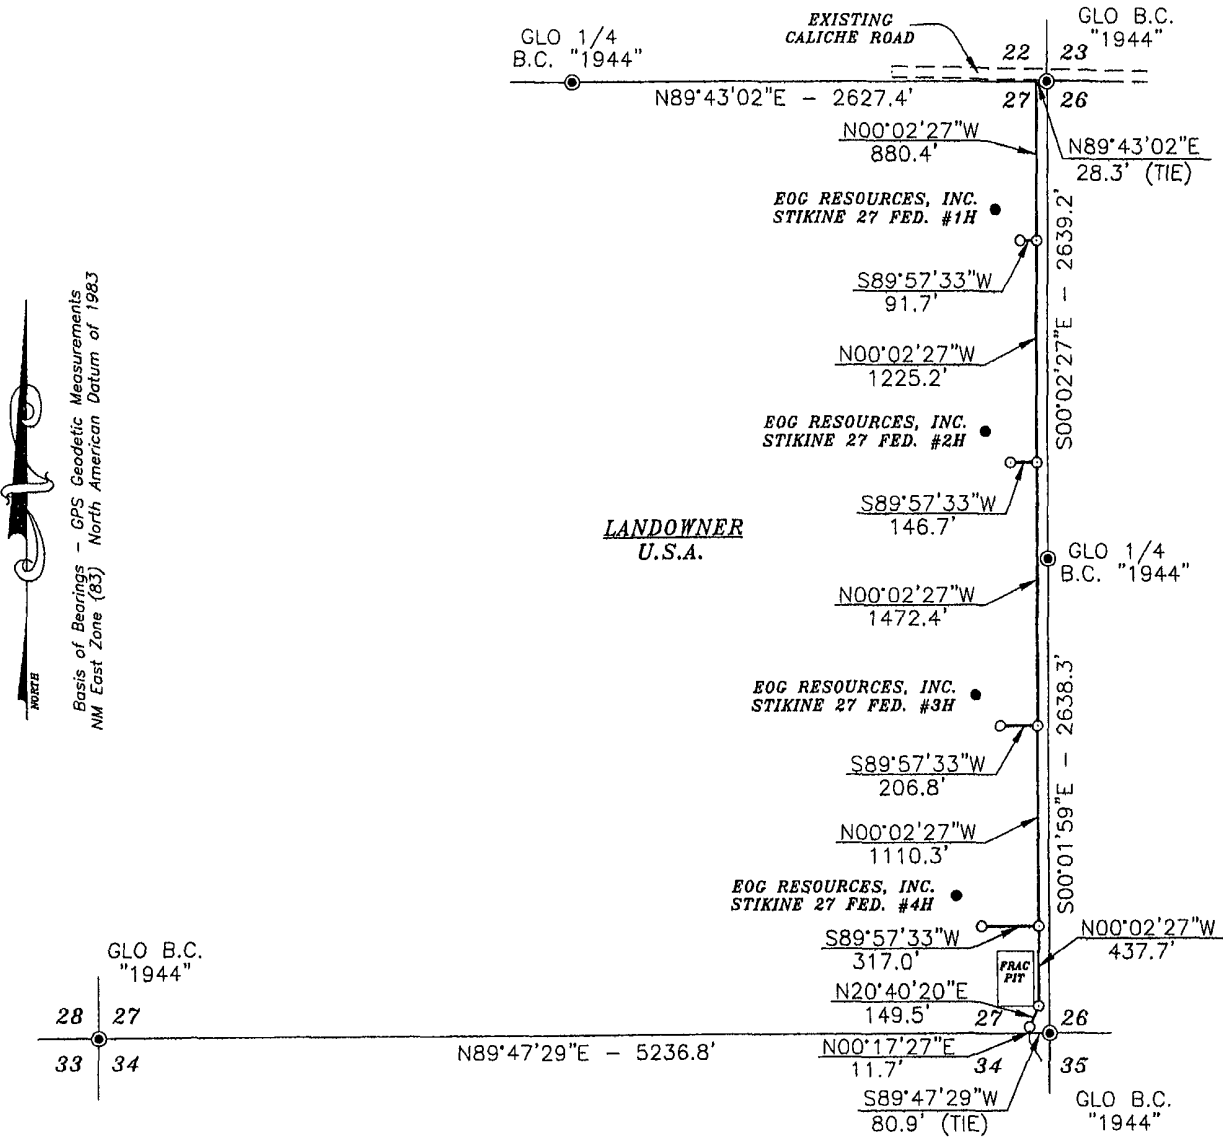 EXISTING
CALICHE ROAD
GLO B.C.
"1944"
GLO 1/4
B.C. "1944"
22 23
27 26
N89°43'02"E – 2627.4'
N00°02'27"W
880.4'
N89°43'02"E
28.3' (TIE)
EOG RESOURCES, INC.
STIKINE 27 FED. #1H
S00°02'27"E – 2639.2'
S89°57'33"W
91.7'
N00°02'27"W
1225.2'
EOG RESOURCES, INC.
STIKINE 27 FED. #2H
S89°57'33"W
146.7'
LANDOWNER
U.S.A.
GLO 1/4
B.C. "1944"
N00°02'27"W
1472.4'
Basis of Bearings – GPS Geodetic Measurements
NM East Zone (83) North American Datum of 1983
NORTH
EOG RESOURCES, INC.
STIKINE 27 FED. #3H
S00°01'59"E – 2638.3'
S89°57'33"W
206.8'
N00°02'27"W
1110.3'
EOG RESOURCES, INC.
STIKINE 27 FED. #4H
S89°57'33"W
317.0'
N00°02'27"W
437.7'
FRAC
PIT
N20°40'20"E
149.5'
GLO B.C.
"1944"
28 27
33 34
N89°47'29"E – 5236.8'
N00°17'27"E
11.7'
27 26
34 35
S89°47'29"W
80.9' (TIE)
GLO B.C.
"1944"